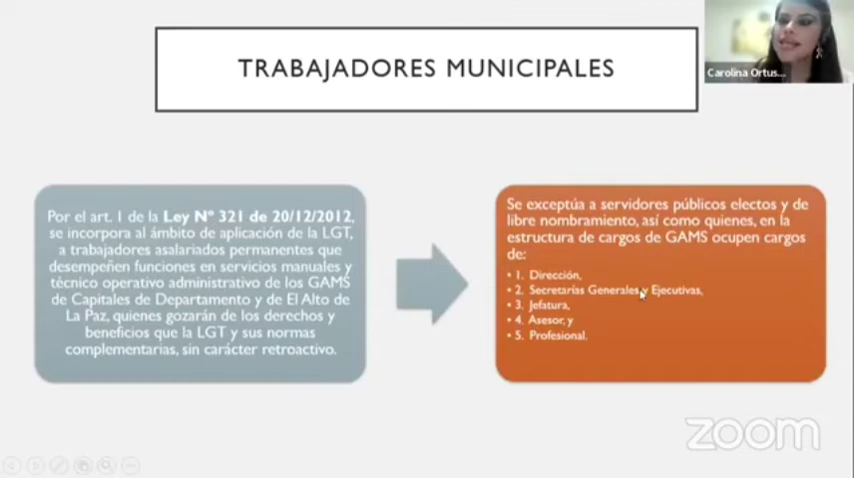 TRABAJADORES MUNICIPALES
Carolina Ortus...
Por el art. 1 de la Ley Nº 321 de 20/12/2012,
se incorpora al ámbito de aplicación de la LGT,
a trabajadores asalariados permanentes que
desempeñen funciones en servicios manuales y
técnico operativo administrativo de los GAMS
de Capitales de Departamento y de El Alto de
La Paz, quienes gozarán de los derechos y
beneficios que la LGT y sus normas
complementarias, sin carácter retroactivo.
Se exceptúa a servidores públicos electos y de
libre nombramiento, así como quienes, en la
estructura de cargos de GAMS ocupen cargos
de:
• 1. Dirección,
• 2. Secretarías Generales y Ejecutivas,
• 3. Jefatura,
• 4. Asesor, y
• 5. Profesional.
zoom